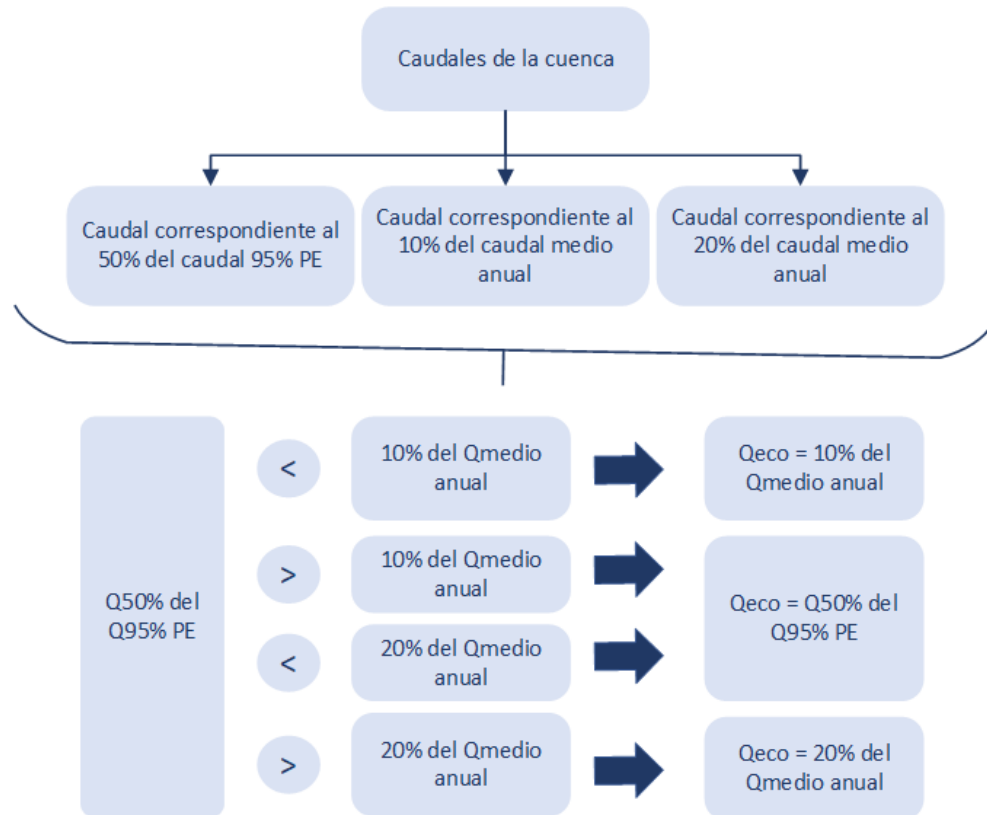 Caudales de la cuenca
Caudal correspondiente al
50% del caudal 95% PE
Caudal correspondiente al
10% del caudal medio
anual
Caudal correspondiente al
20% del caudal medio
anual
Q50% del
Q95% PE
<
10% del Qmedio
anual
Qeco = 10% del
Qmedio anual
>
10% del Qmedio
anual
Qeco = Q50% del
Q95% PE
<
20% del Qmedio
anual
>
20% del Qmedio
anual
Qeco = 20% del
Qmedio anual